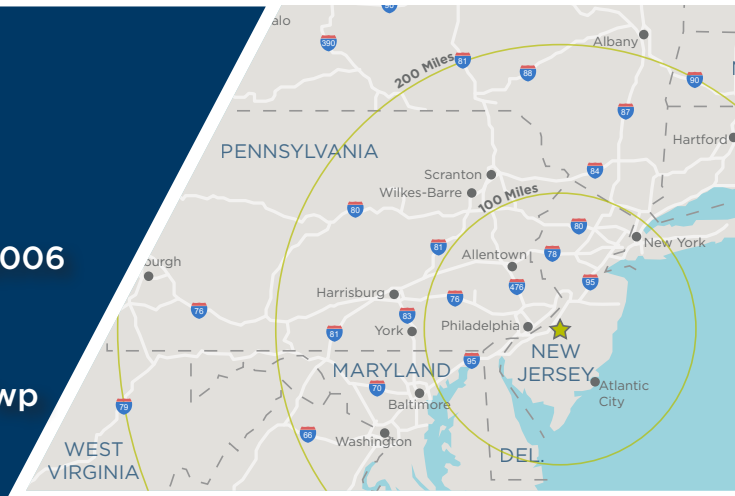 alo
90
390
81
Albany
200 Miles
88
90
87
PENNSYLVANIA
Hartford
84
Scranton
Wilkes-Barre
100 Miles
80
80
006
81
New York
Allentown
78
burgh
476
95
Harrisburg
76
76
83
81
York
Philadelphia
NEW
JERSEY
95
MARYLAND
70
Atlantic
City
wp
Baltimore
79
66
Washington
WEST
VIRGINIA
DEL.